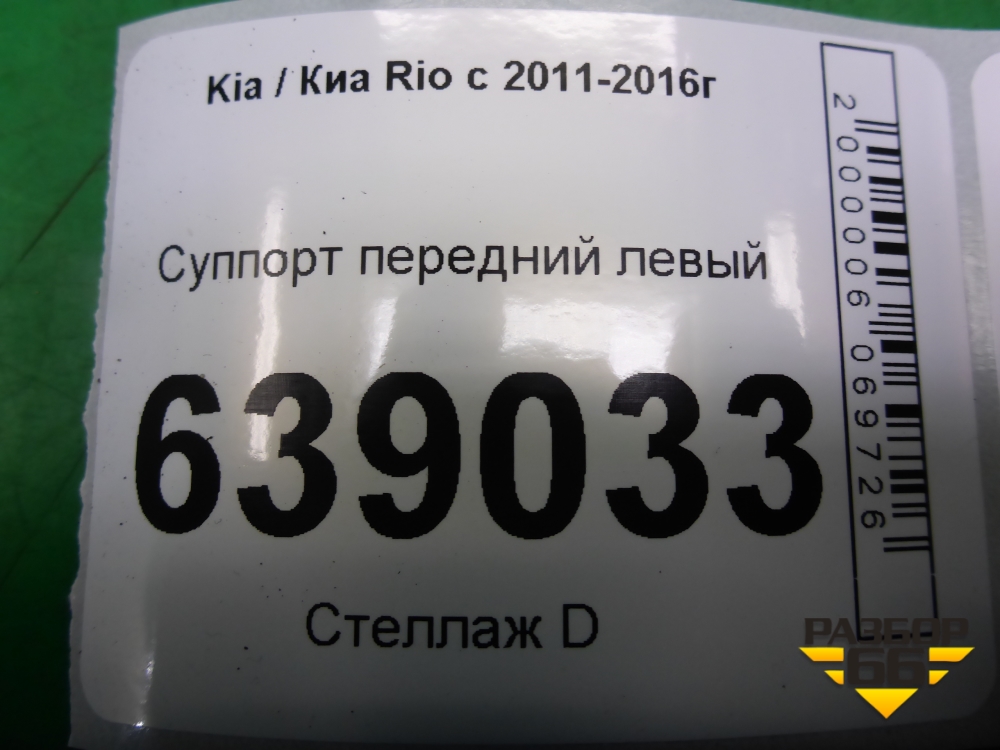 Kia / Киа Rio с 2011-2016г
Суппорт передний левый
639033
Стеллаж D
2000006069726
РАЗБОР
66